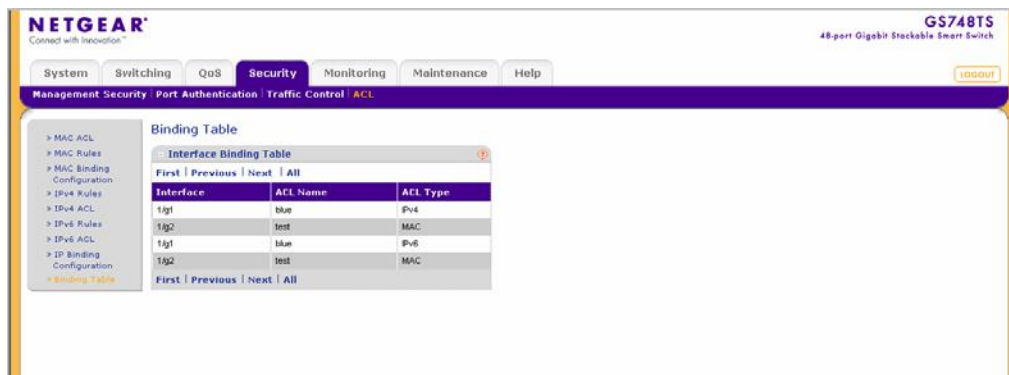 NETGEAR
Connect with Innovation™
GS748TS
48-port Gigabit Stackable Smart Switch
System Switching QoS Security Monitoring Maintenance Help
LOGOUT
Management Security Port Authentication Traffic Control ACL
> MAC ACL
> MAC Rules
> MAC Binding
Configuration
> IPv4 Rules
> IPv4 ACL
> IPv6 Rules
> IPv6 ACL
> IP Binding
Configuration
> Binding Table
Binding Table
Interface Binding Table
First Previous Next All
Interface ACL Name ACL Type
1/g1 blue IPv4
1/g2 test MAC
1/g1 blue IPv6
1/g2 test MAC
First Previous Next All